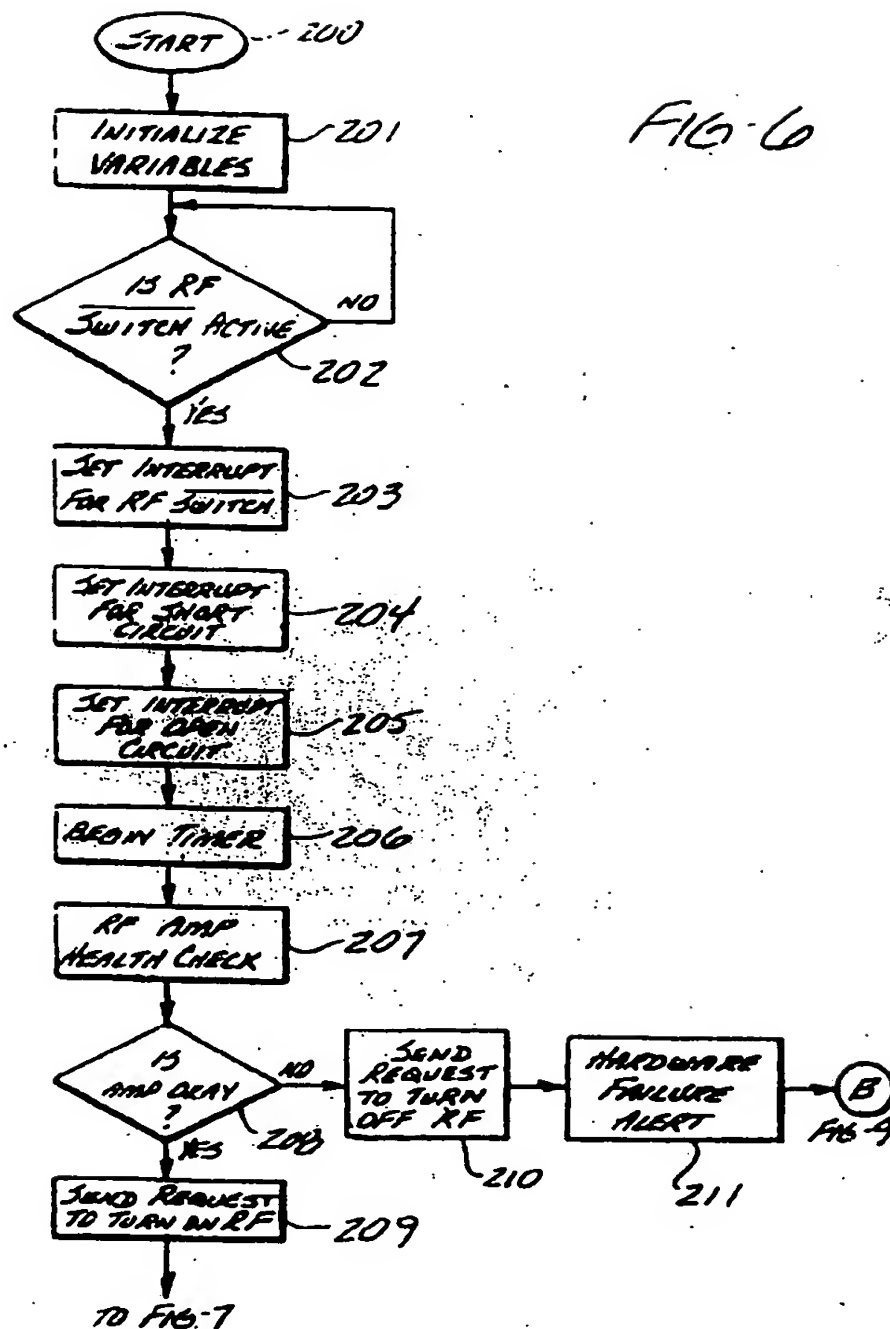 START
200
FIG-6
INITIALIZE
VARIABLES
201
IS RF
SWITCH ACTIVE
?
NO
202
YES
SET INTERRUPT
FOR RF SWITCH
203
SET INTERRUPT
FOR SHORT
CIRCUIT
204
SET INTERRUPT
FOR OPEN
CIRCUIT
205
BEGIN TIMER
206
RF AMP
HEALTH CHECK
207
IS
AMP OKAY
?
NO
208
YES
SEND
REQUEST
TO TURN
OFF RF
210
HARDWARE
FAILURE
ALERT
211
B
FIG-9
SEND REQUEST
TO TURN ON RF
209
TO FIG-7